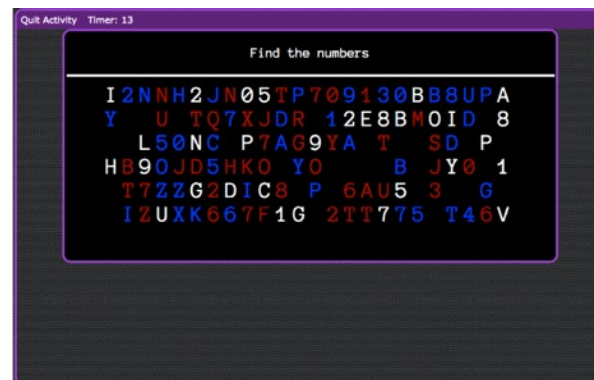 Quit Activity Timer: 13
Find the numbers
I2NNH2JN05TP709130BB8UPA
Y U TQ7XJDR 12E8BMOID 8
L50NC P7AG9YA T SD P
HB9OJD5HKO YO B JY0 1
T7ZZG2DIC8 P 6AU5 3 G
IZUXK667F1G 2TT775 T46V